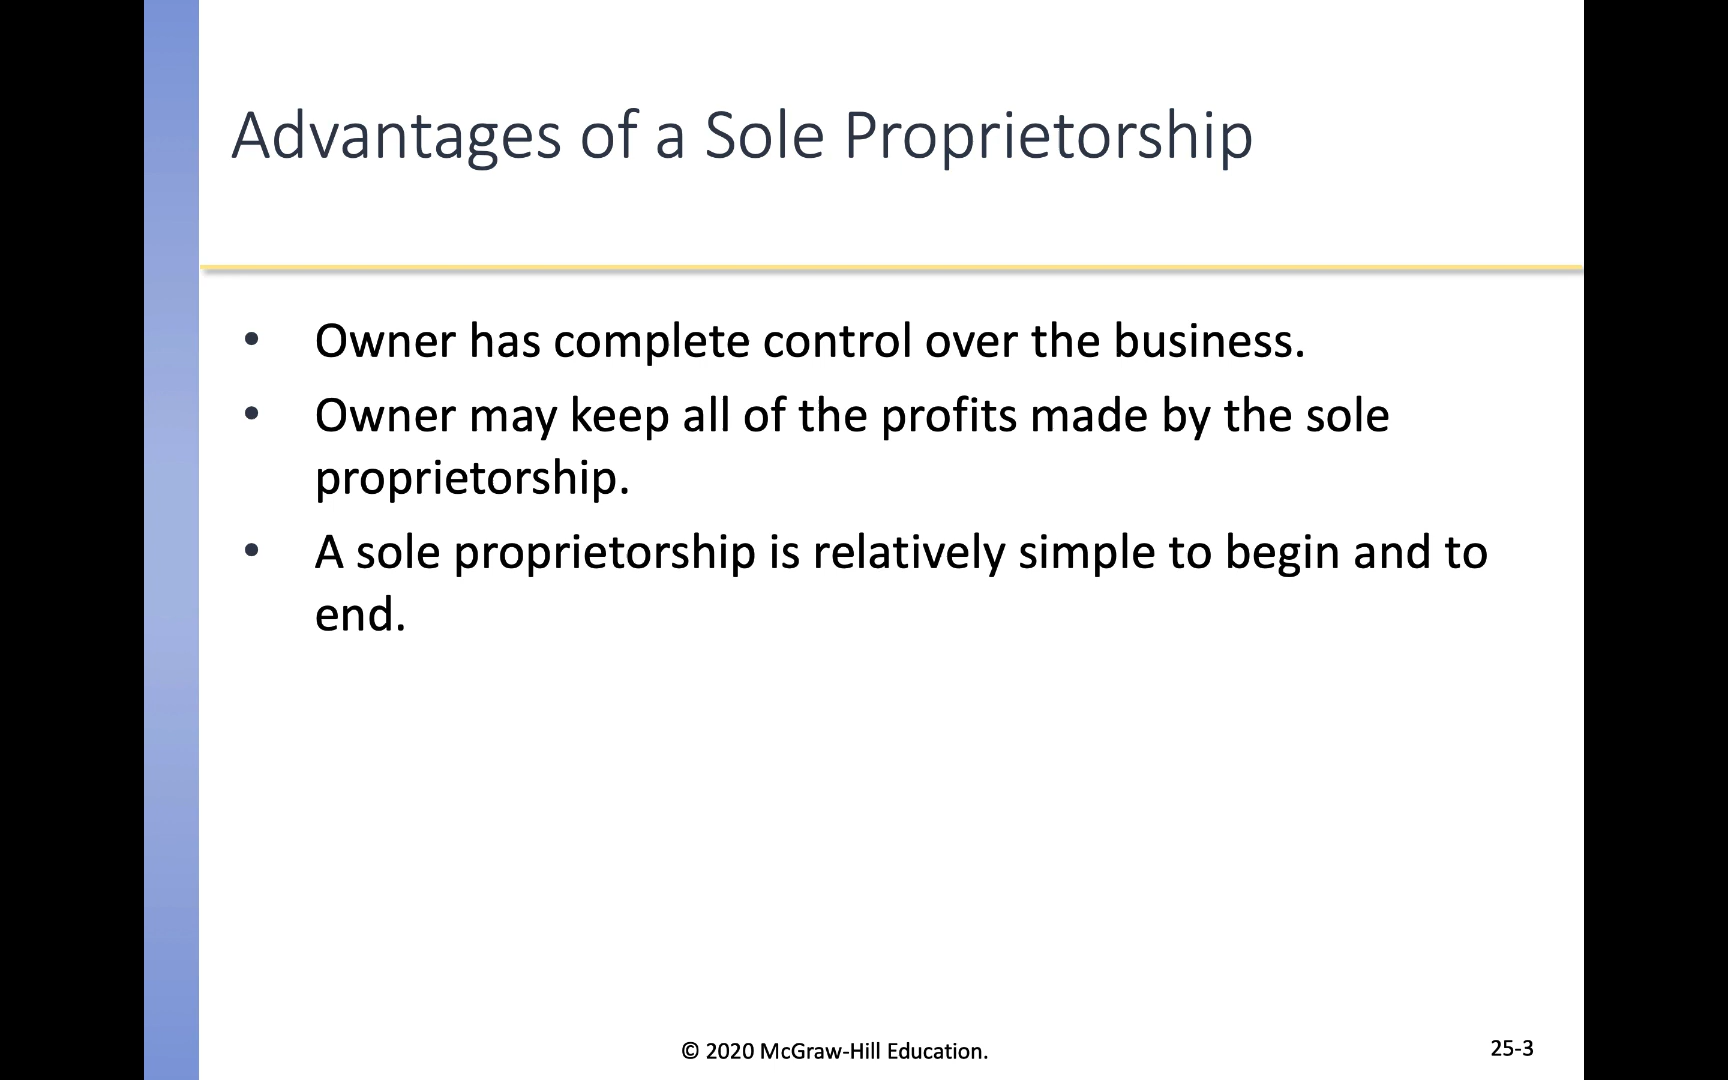 Advantages of a Sole Proprietorship
• Owner has complete control over the business.
• Owner may keep all of the profits made by the sole
proprietorship.
• A sole proprietorship is relatively simple to begin and to
end.
© 2020 McGraw-Hill Education.
25-3